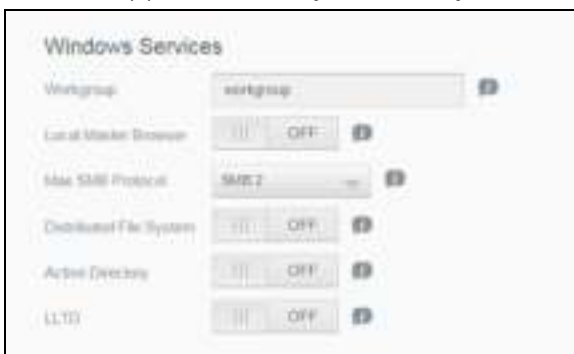 Windows Services
Workgroup workgroup
Local Master Browser OFF
Max SMB Protocol SMB 2
Distributed File System OFF
Active Directory OFF
LLTD OFF